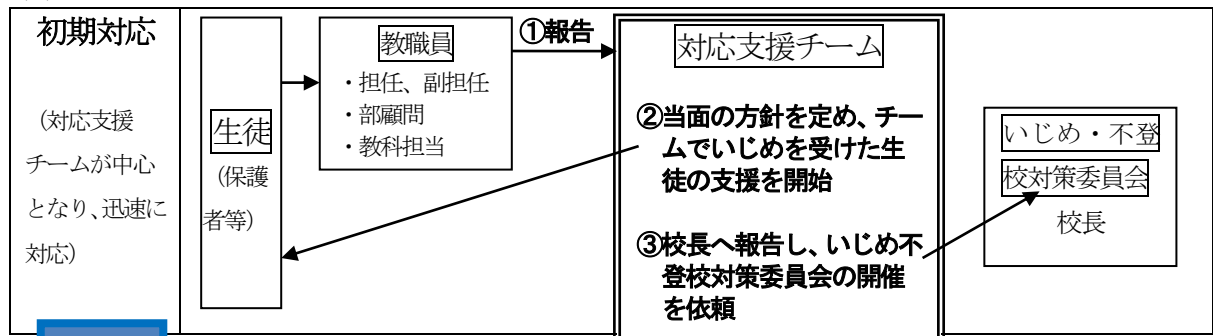 初期対応
(対応支援
チームが中心
となり、迅速に
対応)
生徒
(保護
者等)
教職員
・担任、副担任
・部顧問
・教科担当
①報告
対応支援チーム
②当面の方針を定め、チー
ムでいじめを受けた生
徒の支援を開始
③校長へ報告し、いじめ不
登校対策委員会の開催
を依頼
いじめ・不登
校対策委員会
校長